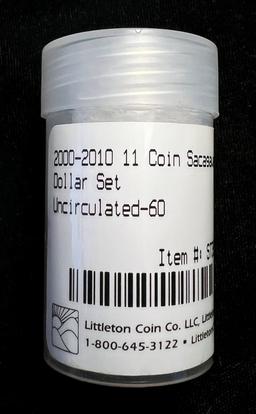 2000-2010 11 Coin
Dollar Set
Uncirculated-60
Item #:
Littleton Coin Co. LLC,
1-800-645-3122 •